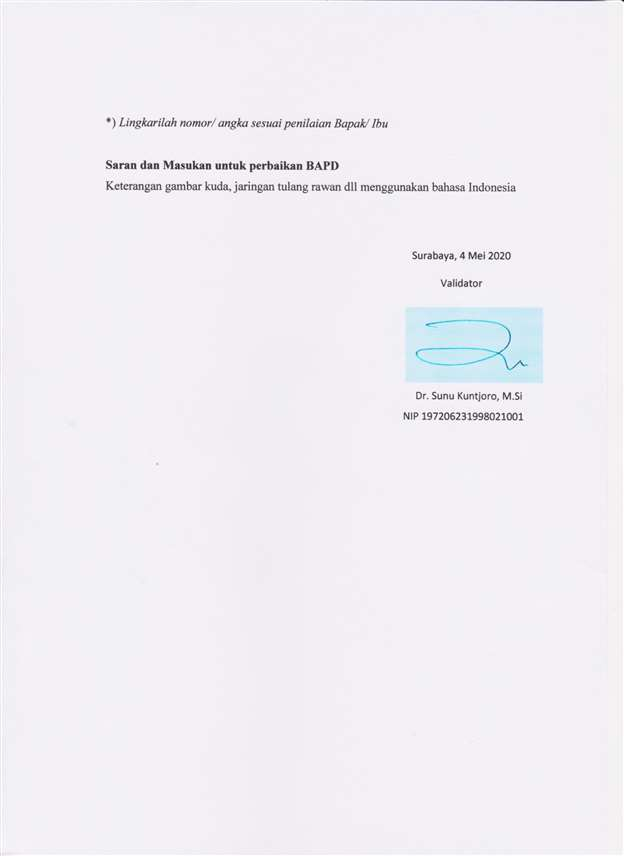 *) Lingkarilah nomor/ angka sesuai penilaian Bapak/ Ibu
Saran dan Masukan untuk perbaikan BAPD
Keterangan gambar kuda, jaringan tulang rawan dll menggunakan bahasa Indonesia
Surabaya, 4 Mei 2020
Validator
Dr. Sunu Kuntjoro, M.Si
NIP 197206231998021001